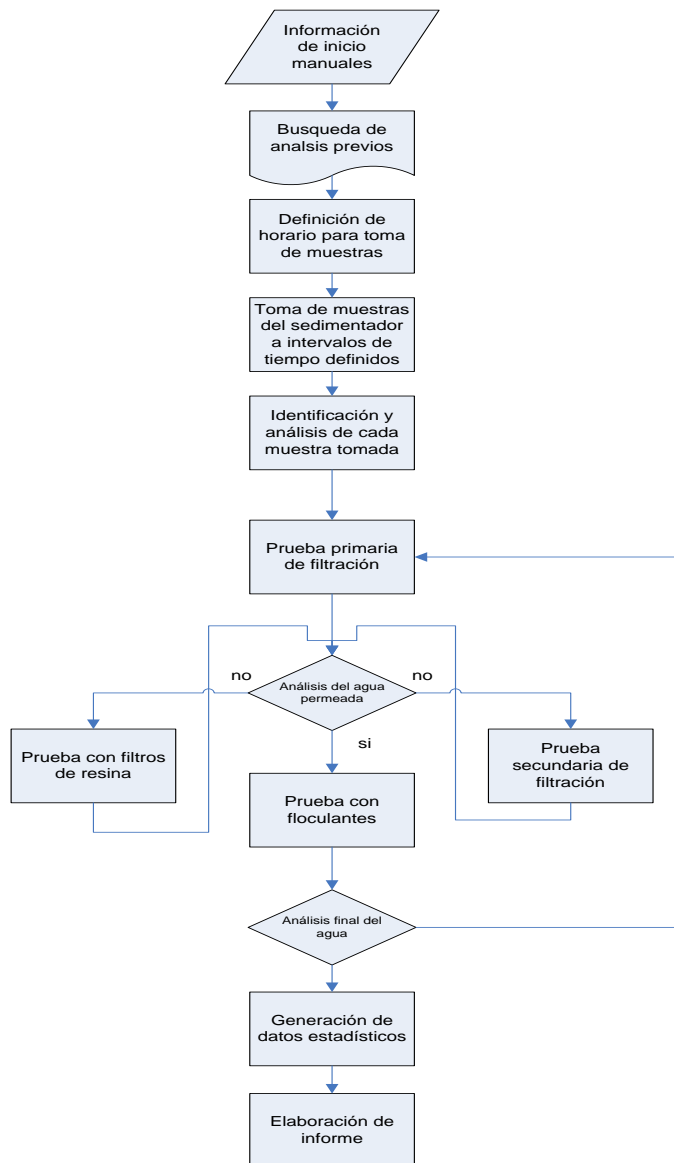 Información
de inicio
manuales
Busqueda de
analsis previos
Definición de
horario para toma
de muestras
Toma de muestras
del sedimentador
a intervalos de
tiempo definidos
Identificación y
análisis de cada
muestra tomada
Prueba primaria
de filtración
no
Análisis del agua
permeada
no
si
Prueba con filtros
de resina
Prueba
secundaria de
filtración
Prueba con
floculantes
Análisis final del
agua
Generación de
datos estadísticos
Elaboración de
informe